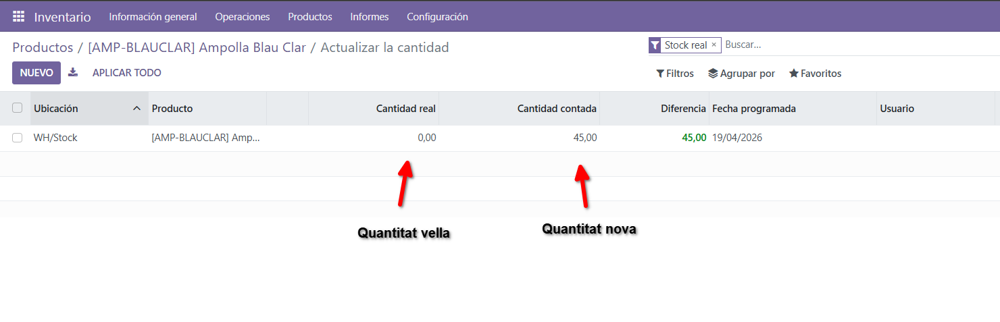 Inventario Información general Operaciones Productos Informes Configuración
Productos / [AMP-BLAUCLAR] Ampolla Blau Clar / Actualizar la cantidad
Stock real × Buscar...
NUEVO APLICAR TODO
Filtros Agrupar por Favoritos
Ubicación Producto Cantidad real Cantidad contada Diferencia Fecha programada Usuario
WH/Stock [AMP-BLAUCLAR] Amp... 0,00 45,00 45,00 19/04/2026
Quantitat vella
Quantitat nova